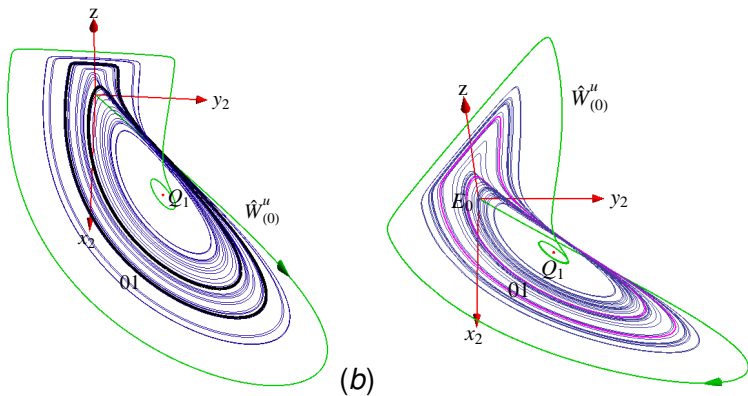 z
y₂
Q₁
Ŵᵘ₍₀₎
x₂
01
(b)
z
Ŵᵘ₍₀₎
E₀
y₂
Q₁
01
x₂